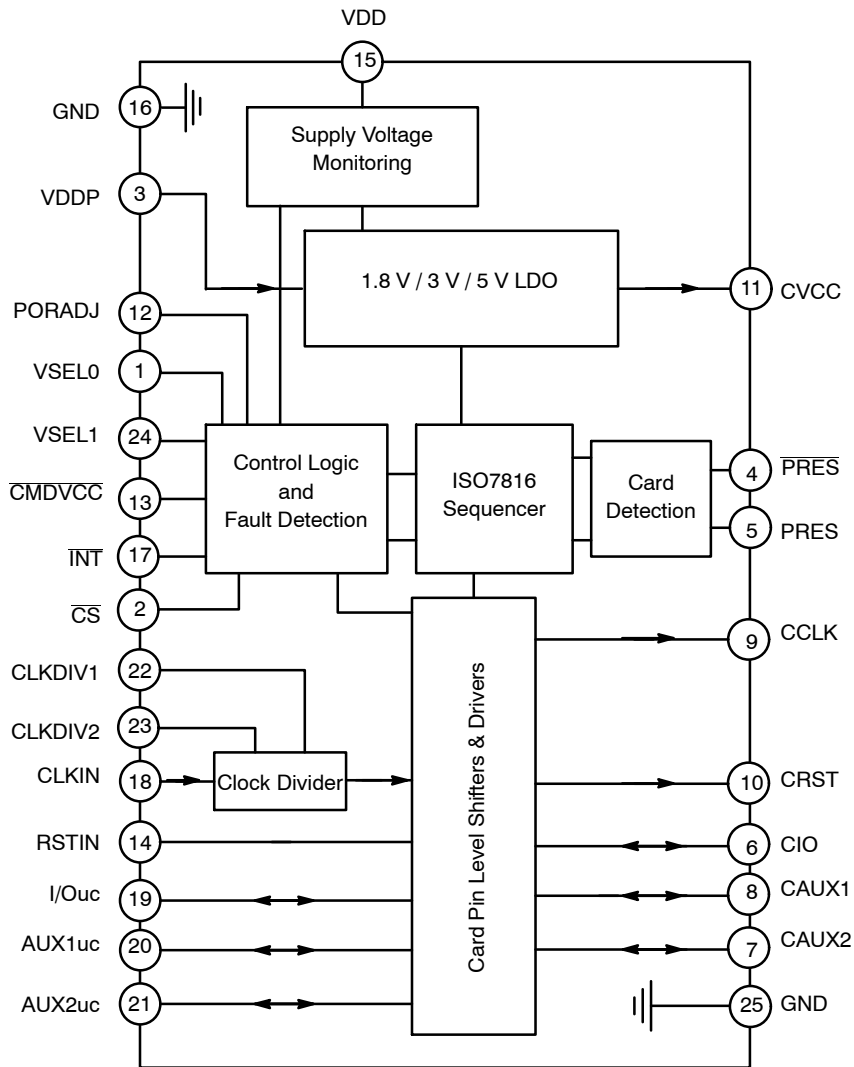 VDD
15
GND
16
Supply Voltage
Monitoring
VDDP
3
1.8 V / 3 V / 5 V LDO
11
CVCC
PORADJ
12
VSEL0
1
VSEL1
24
CMDVCC
13
INT
17
CS
2
Control Logic
and
Fault Detection
ISO7816
Sequencer
Card
Detection
4
PRES
5
PRES
CLKDIV1
22
CLKDIV2
23
CLKIN
18
Clock Divider
RSTIN
14
I/Ouc
19
AUX1uc
20
AUX2uc
21
Card Pin Level Shifters & Drivers
9
CCLK
10
CRST
6
CIO
8
CAUX1
7
CAUX2
25
GND